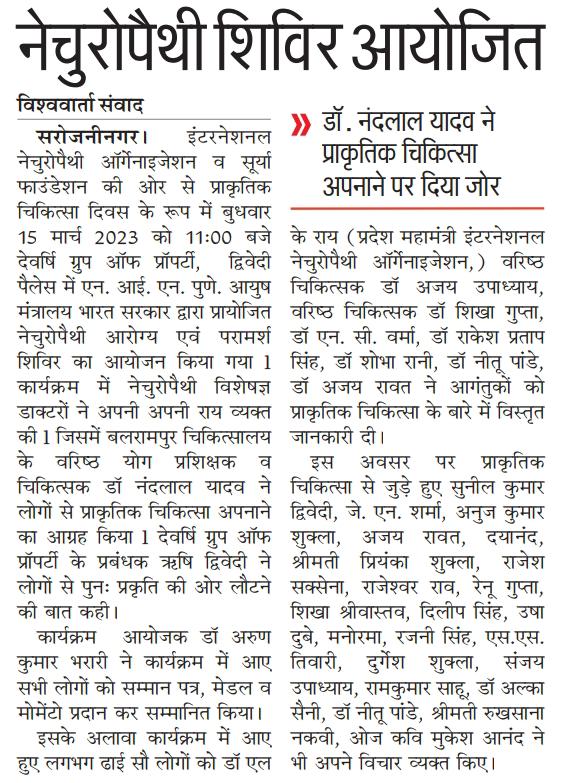 नेचुरोपैथी शिविर आयोजित
विश्ववार्ता संवाद
सरोजनीनगर। इंटरनेशनल
नेचुरोपैथी ऑर्गेनाइजेशन व सूर्या
फाउंडेशन की ओर से प्राकृतिक
चिकित्सा दिवस के रूप में बुधवार
15 मार्च 2023 को 11:00 बजे
देवर्षि ग्रुप ऑफ प्रॉपर्टी, द्विवेदी
पैलेस में एन. आई. एन. पुणे. आयुष
मंत्रालय भारत सरकार द्वारा प्रायोजित
नेचुरोपैथी आरोग्य एवं परामर्श
शिविर का आयोजन किया गया 1
कार्यक्रम में नेचुरोपैथी विशेषज्ञ
डाक्टरों ने अपनी अपनी राय व्यक्त
की 1 जिसमें बलरामपुर चिकित्सालय
के वरिष्ठ योग प्रशिक्षक व
चिकित्सक डॉ नंदलाल यादव ने
लोगों से प्राकृतिक चिकित्सा अपनाने
का आग्रह किया 1 देवर्षि ग्रुप ऑफ
प्रॉपर्टी के प्रबंधक ऋषि द्विवेदी ने
लोगों से पुनः प्रकृति की ओर लौटने
की बात कही।
कार्यक्रम आयोजक डॉ अरुण
कुमार भरारी ने कार्यक्रम में आए
सभी लोगों को सम्मान पत्र, मेडल व
मोमेंटो प्रदान कर सम्मानित किया।
इसके अलावा कार्यक्रम में आए
हुए लगभग ढाई सौ लोगों को डॉ एल
» डॉ. नंदलाल यादव ने
प्राकृतिक चिकित्सा
अपनाने पर दिया जोर
के राय (प्रदेश महामंत्री इंटरनेशनल
नेचुरोपैथी ऑर्गेनाइजेशन,) वरिष्ठ
चिकित्सक डॉ अजय उपाध्याय,
वरिष्ठ चिकित्सक डॉ शिखा गुप्ता,
डॉ एन. सी. वर्मा, डॉ राकेश प्रताप
सिंह, डॉ शोभा रानी, डॉ नीतू पांडे,
डॉ अजय रावत ने आगंतुकों को
प्राकृतिक चिकित्सा के बारे में विस्तृत
जानकारी दी।
इस अवसर पर प्राकृतिक
चिकित्सा से जुड़े हुए सुनील कुमार
द्विवेदी, जे. एन. शर्मा, अनुज कुमार
शुक्ला, अजय रावत, दयानंद,
श्रीमती प्रियंका शुक्ला, राजेश
सक्सेना, राजेश्वर राव, रेनू गुप्ता,
शिखा श्रीवास्तव, दिलीप सिंह, उषा
दुबे, मनोरमा, रजनी सिंह, एस.एस.
तिवारी, दुर्गेश शुक्ला, संजय
उपाध्याय, रामकुमार साहू, डॉ अल्का
सैनी, डॉ नीतू पांडे, श्रीमती रुखसाना
नकवी, ओज कवि मुकेश आनंद ने
भी अपने विचार व्यक्त किए।